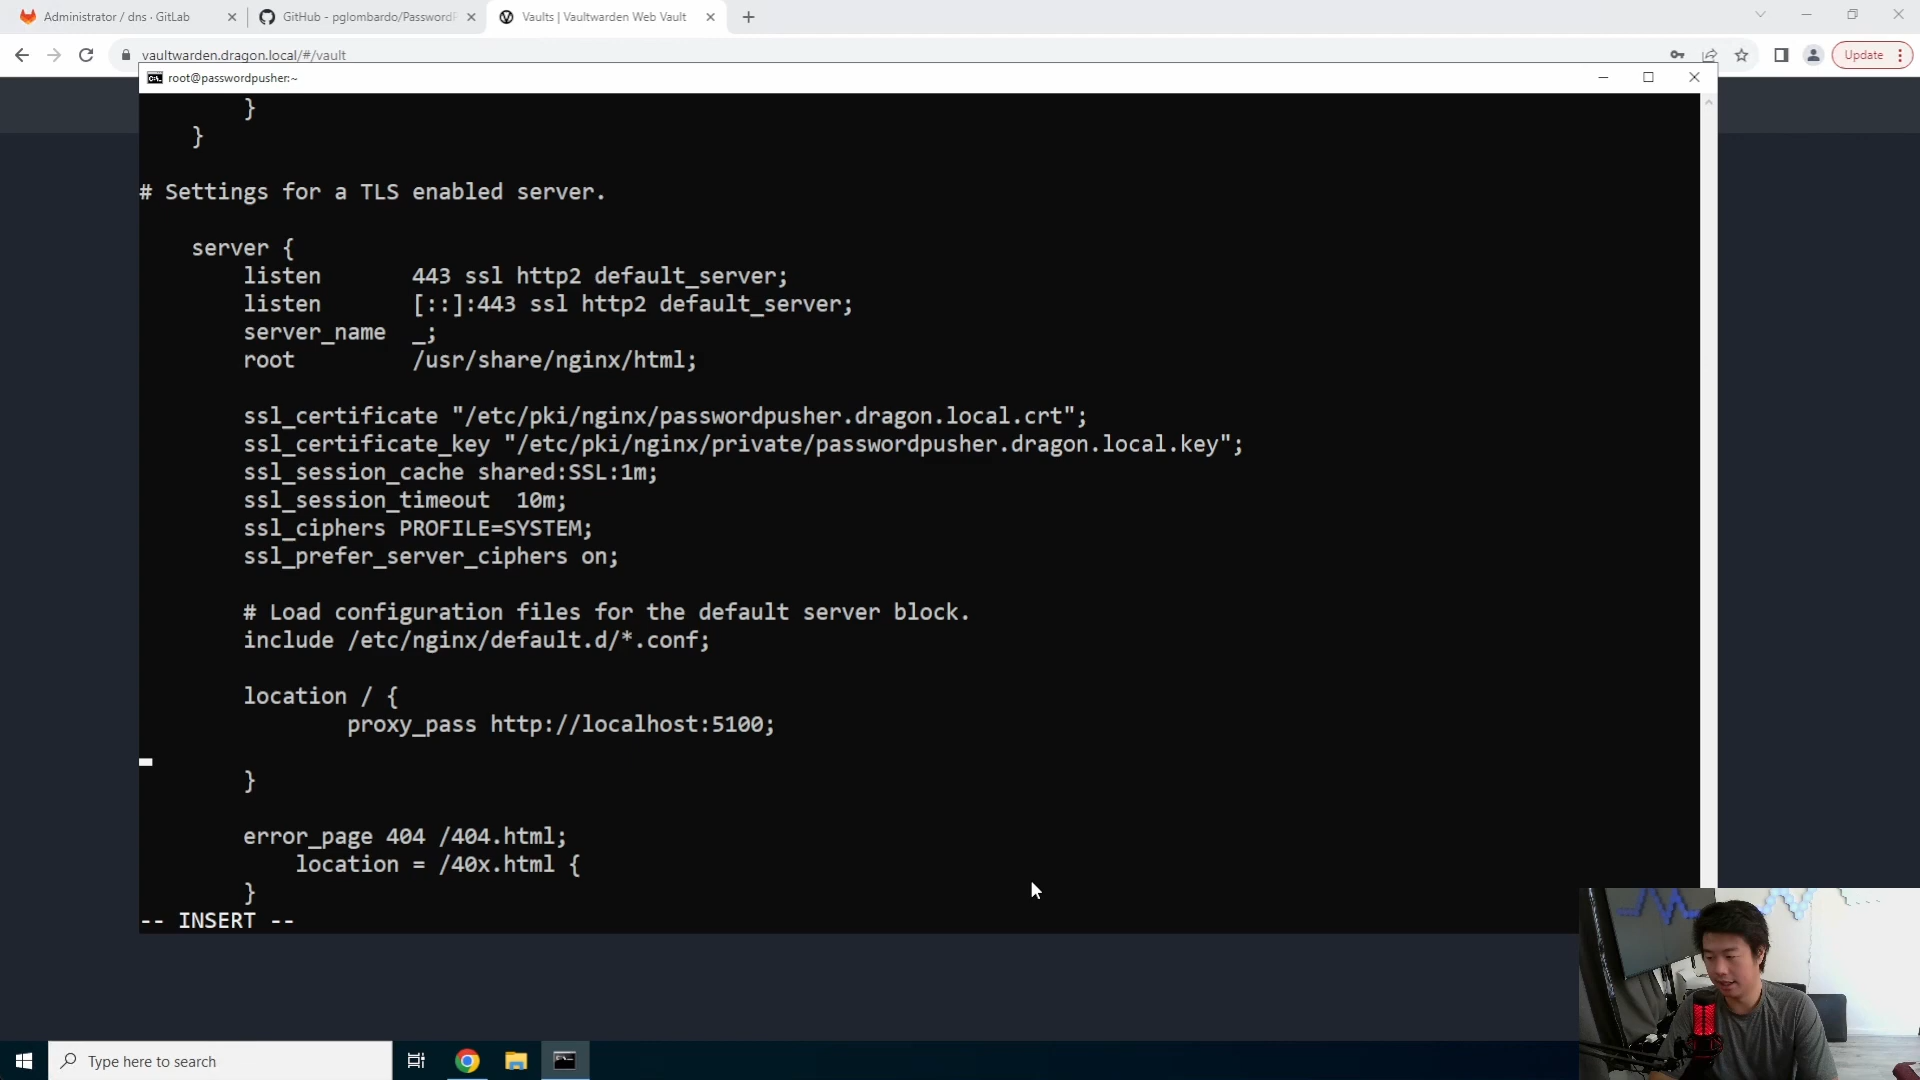 Administrator / dns · GitLab
GitHub - pglombardo/PasswordP
Vaults | Vaultwarden Web Vault
vaultwarden.dragon.local/#/vault
Update
root@passwordpusher:~
}
}
# Settings for a TLS enabled server.
server {
listen 443 ssl http2 default_server;
listen [::]:443 ssl http2 default_server;
server_name _;
root /usr/share/nginx/html;
ssl_certificate "/etc/pki/nginx/passwordpusher.dragon.local.crt";
ssl_certificate_key "/etc/pki/nginx/private/passwordpusher.dragon.local.key";
ssl_session_cache shared:SSL:1m;
ssl_session_timeout 10m;
ssl_ciphers PROFILE=SYSTEM;
ssl_prefer_server_ciphers on;
# Load configuration files for the default server block.
include /etc/nginx/default.d/*.conf;
location / {
proxy_pass http://localhost:5100;
}
error_page 404 /404.html;
location = /40x.html {
}
-- INSERT --
Type here to search